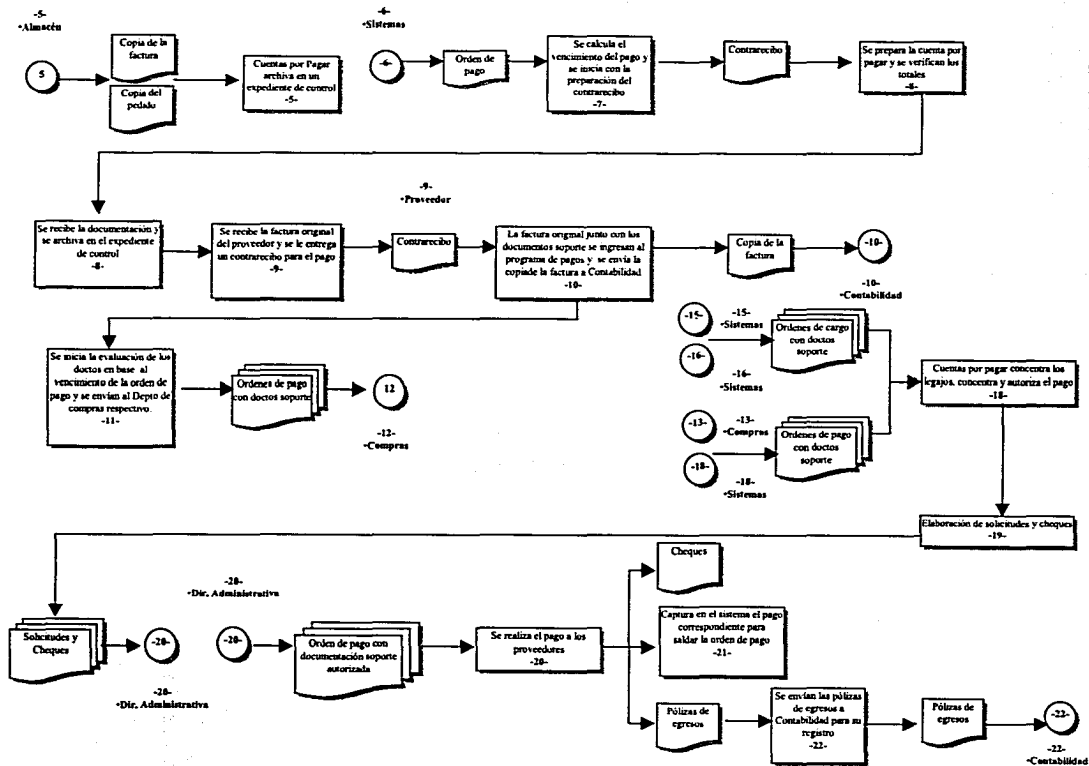 -5-
•Almacén
5
Copia de la
factura
Copia del
pedido
Cuentas por Pagar
archiva en un
expediente de control
-5-
-6-
•Sistemas
-6-
Orden de
pago
Se calcula el
vencimiento del pago y
se inicia con la
preparación del
contrarecibo
-7-
Contrarecibo
Se prepara la cuenta por
pagar y se verifican los
totales
-8-
Se recibe la documentación y
se archiva en el expediente
de control
-8-
Se recibe la factura original
del proveedor y se le entrega
un contrarecibo para el pago
-9-
-9-
•Proveedor
Contrarecibo
La factura original junto con los
documentos soporte se ingresan al
programa de pagos y se envía la
copiade la factura a Contabilidad
-10-
Copia de la
factura
-10-
-10-
•Contabilidad
Se inicia la evaluación de los
doctos en base al
vencimiento de la orden de
pago y se envían al Depto de
compras respectivo.
-11-
Ordenes de pago
con doctos soporte
12
-12-
•Compras
-15-
-15-
•Sistemas
-16-
-16-
•Sistemas
Ordenes de cargo
con doctos
soporte
-13-
-13-
•Compras
-18-
-18-
•Sistemas
Ordenes de pago
con doctos
soporte
Cuentas por pagar concentra los
legajos, concentra y autoriza el pago
-18-
Elaboración de solicitudes y cheques
-19-
Solicitudes y
Cheques
-20-
-20-
•Dir. Administrativa
-20-
•Dir. Administrativa
-20-
Orden de pago con
documentación soporte
autorizada
Se realiza el pago a los
proveedores
-20-
Cheques
Captura en el sistema el pago
correspondiente para
saldar la orden de pago
-21-
Pólizas de
egresos
Se envían las pólizas
de egresos a
Contabilidad para su
registro
-22-
Pólizas de
egresos
-22-
-22-
•Contabilidad